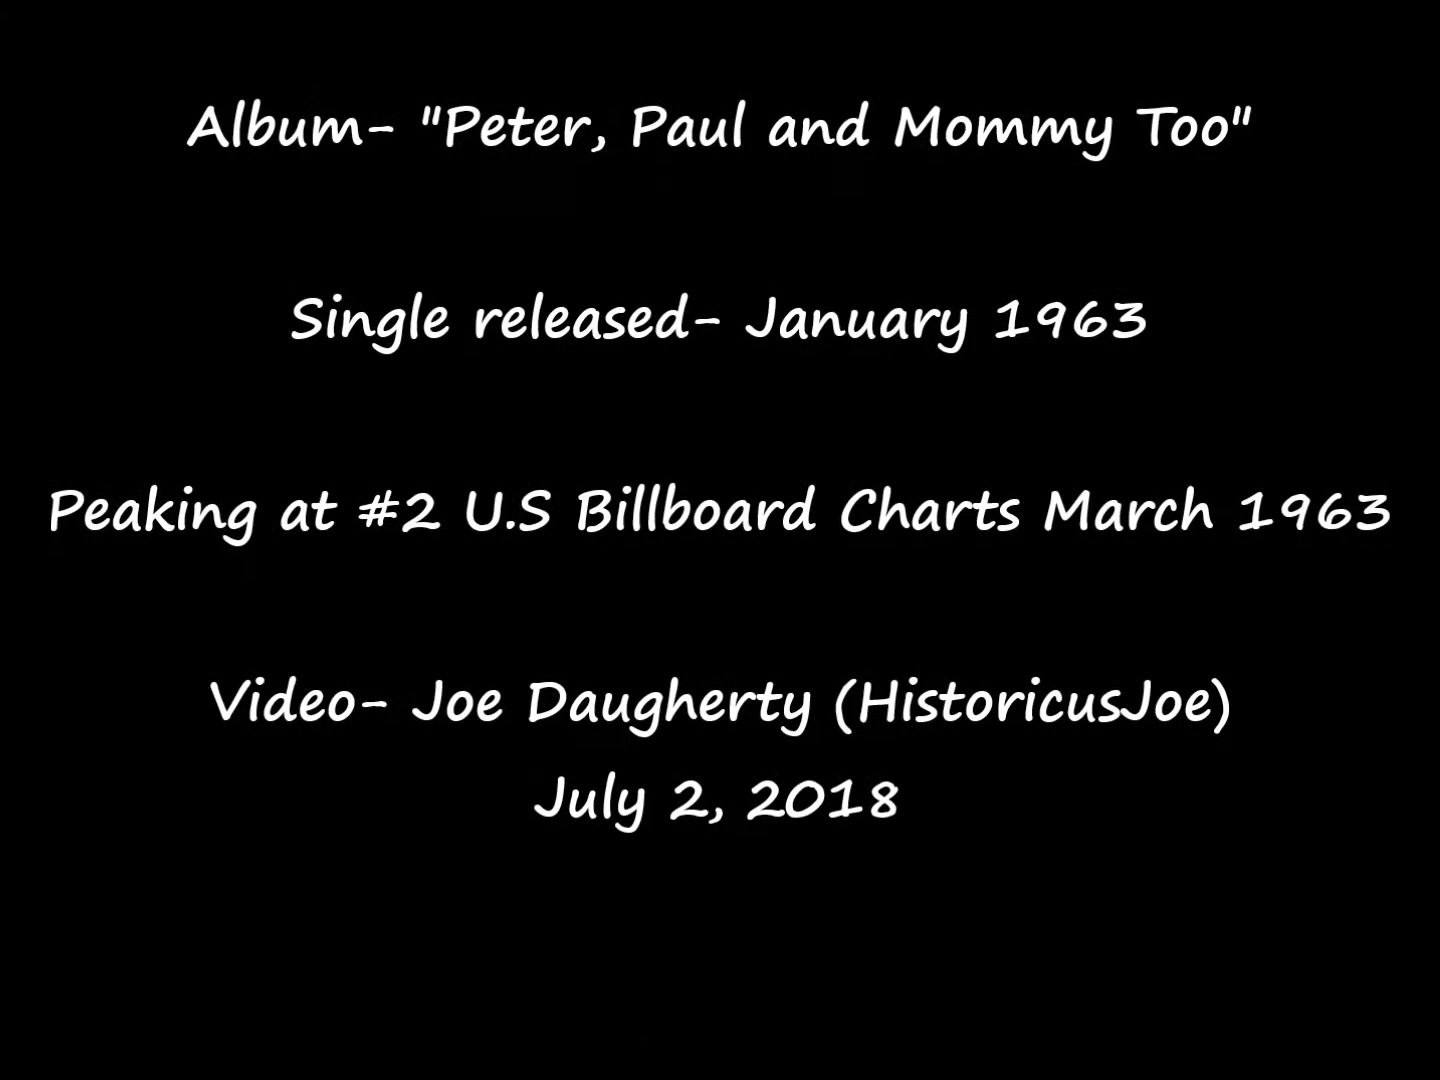 Album- "Peter, Paul and Mommy Too"
Single released- January 1963
Peaking at #2 U.S Billboard Charts March 1963
Video- Joe Daugherty (HistoricusJoe)
July 2, 2018